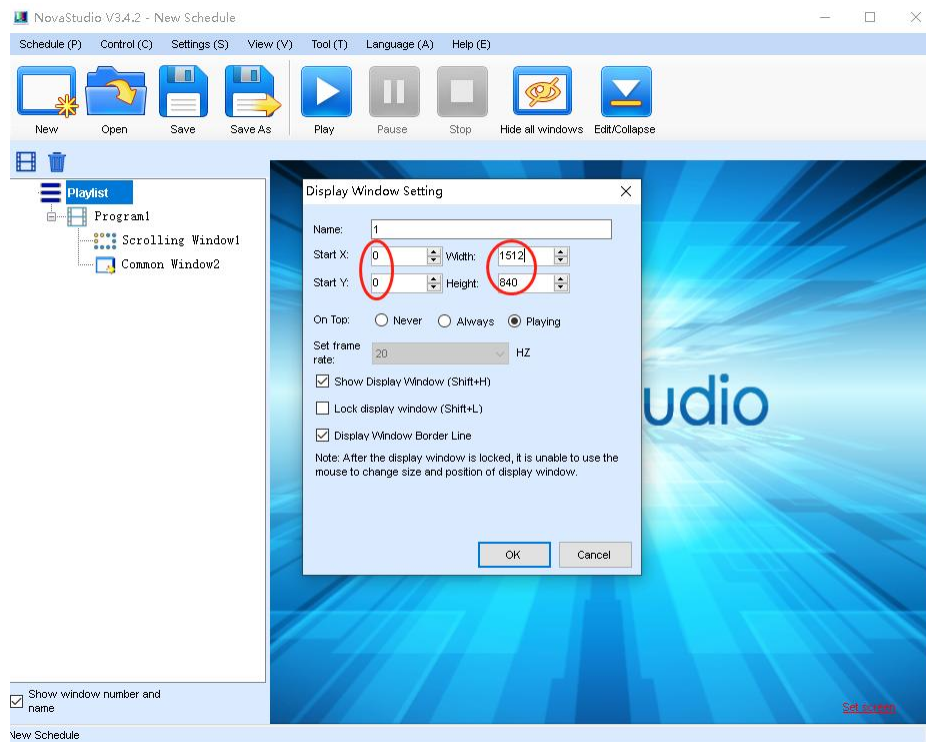 NovaStudio V3.4.2 - New Schedule
Schedule (P) Control (C) Settings (S) View (V) Tool (T) Language (A) Help (E)
New Open Save Save As Play Pause Stop Hide all windows Edit/Collapse
Playlist
Program1
Scrolling Window1
Common Window2
Display Window Setting
Name: 1
Start X: 0 Width: 1512
Start Y: 0 Height: 840
On Top: Never Always Playing
Set frame
rate: 20 HZ
Show Display Window (Shift+H)
Lock display window (Shift+L)
Display Window Border Line
Note: After the display window is locked, it is unable to use the
mouse to change size and position of display window.
OK Cancel
udio
Show window number and
name
Set screen
New Schedule